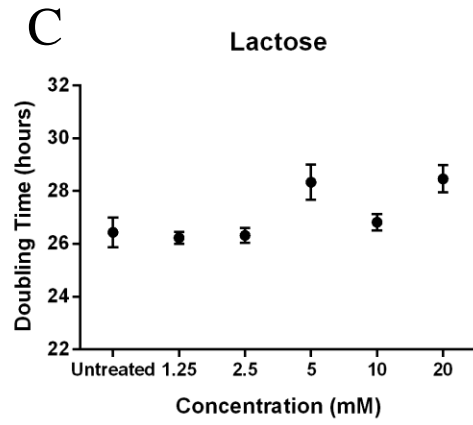 C
Lactose
Doubling Time (hours)
32
30
28
26
24
22
Untreated 1.25 2.5 5 10 20
Concentration (mM)